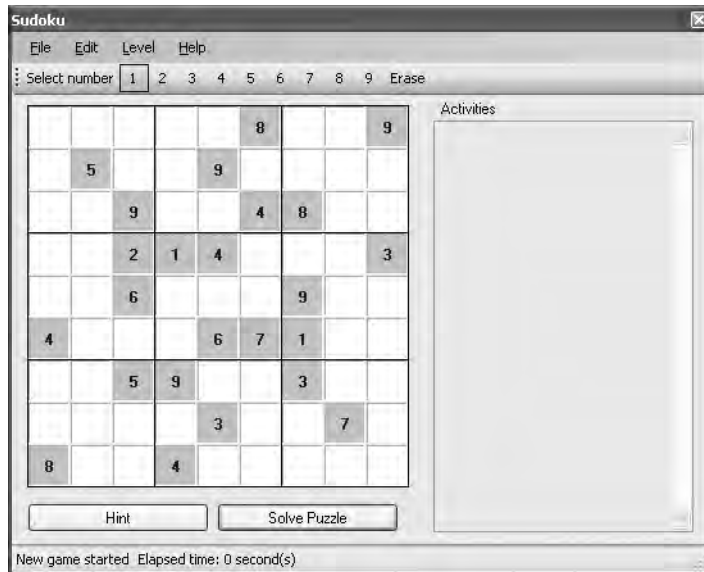 Sudoku
File Edit Level Help
Select number 1 2 3 4 5 6 7 8 9 Erase
Activities
8 9
5 9
9 4 8
2 1 4 3
6 9
4 6 7 1
5 9 3
3 7
8 4
Hint Solve Puzzle
New game started Elapsed time: 0 second(s)